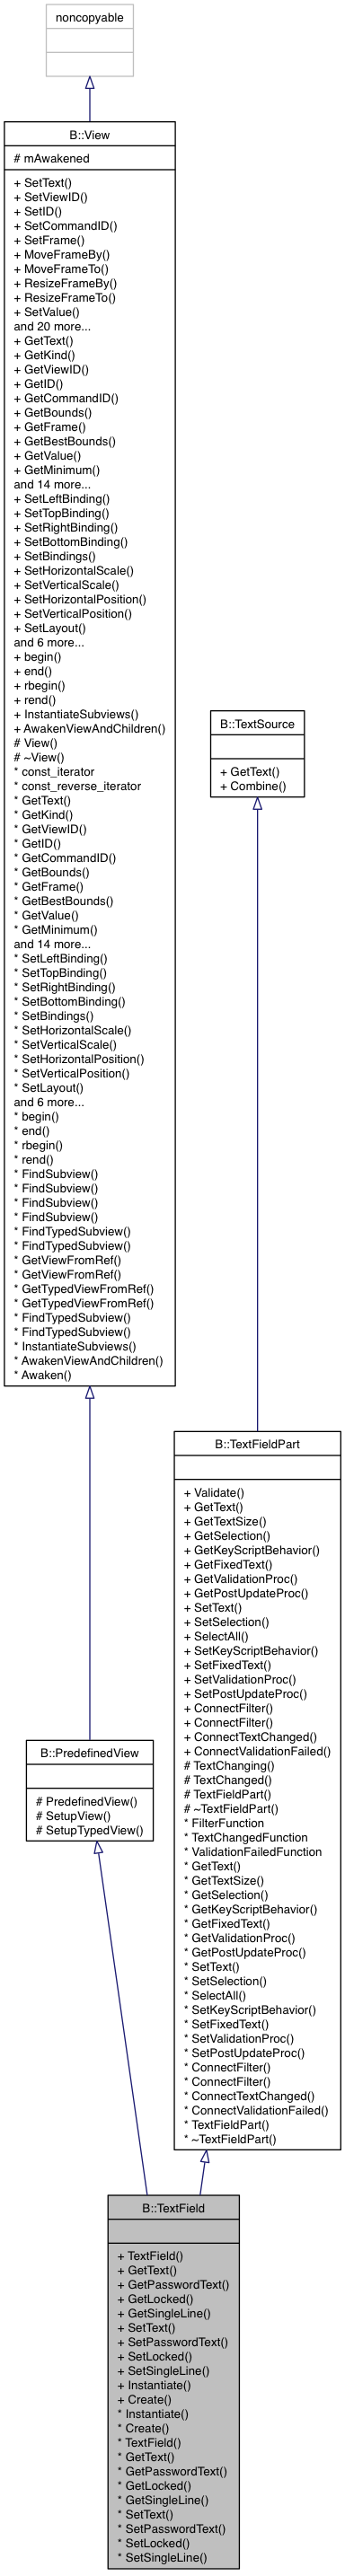 noncopyable
B::View
# mAwakened
+ SetText()
+ SetViewID()
+ SetID()
+ SetCommandID()
+ SetFrame()
+ MoveFrameBy()
+ MoveFrameTo()
+ ResizeFrameBy()
+ ResizeFrameTo()
+ SetValue()
and 20 more...
+ GetText()
+ GetKind()
+ GetViewID()
+ GetID()
+ GetCommandID()
+ GetBounds()
+ GetFrame()
+ GetBestBounds()
+ GetValue()
+ GetMinimum()
and 14 more...
+ SetLeftBinding()
+ SetTopBinding()
+ SetRightBinding()
+ SetBottomBinding()
+ SetBindings()
+ SetHorizontalScale()
+ SetVerticalScale()
+ SetHorizontalPosition()
+ SetVerticalPosition()
+ SetLayout()
and 6 more...
+ begin()
+ end()
+ rbegin()
+ rend()
+ InstantiateSubviews()
+ AwakenViewAndChildren()
# View()
# ~View()
* const_iterator
* const_reverse_iterator
* GetText()
* GetKind()
* GetViewID()
* GetID()
* GetCommandID()
* GetBounds()
* GetFrame()
* GetBestBounds()
* GetValue()
* GetMinimum()
and 14 more...
* SetLeftBinding()
* SetTopBinding()
* SetRightBinding()
* SetBottomBinding()
* SetBindings()
* SetHorizontalScale()
* SetVerticalScale()
* SetHorizontalPosition()
* SetVerticalPosition()
* SetLayout()
and 6 more...
* begin()
* end()
* rbegin()
* rend()
* FindSubview()
* FindSubview()
* FindSubview()
* FindSubview()
* FindTypedSubview()
* FindTypedSubview()
* GetViewFromRef()
* GetViewFromRef()
* GetTypedViewFromRef()
* GetTypedViewFromRef()
* FindTypedSubview()
* FindTypedSubview()
* InstantiateSubviews()
* AwakenViewAndChildren()
* Awaken()
B::TextSource
+ GetText()
+ Combine()
B::TextFieldPart
+ Validate()
+ GetText()
+ GetTextSize()
+ GetSelection()
+ GetKeyScriptBehavior()
+ GetFixedText()
+ GetValidationProc()
+ GetPostUpdateProc()
+ SetText()
+ SetSelection()
+ SelectAll()
+ SetKeyScriptBehavior()
+ SetFixedText()
+ SetValidationProc()
+ SetPostUpdateProc()
+ ConnectFilter()
+ ConnectFilter()
+ ConnectTextChanged()
+ ConnectValidationFailed()
# TextChanging()
# TextChanged()
# TextFieldPart()
# ~TextFieldPart()
* FilterFunction
* TextChangedFunction
* ValidationFailedFunction
* GetText()
* GetTextSize()
* GetSelection()
* GetKeyScriptBehavior()
* GetFixedText()
* GetValidationProc()
* GetPostUpdateProc()
* SetText()
* SetSelection()
* SelectAll()
* SetKeyScriptBehavior()
* SetFixedText()
* SetValidationProc()
* SetPostUpdateProc()
* ConnectFilter()
* ConnectFilter()
* ConnectTextChanged()
* ConnectValidationFailed()
* TextFieldPart()
* ~TextFieldPart()
B::PredefinedView
# PredefinedView()
# SetupView()
# SetupTypedView()
B::TextField
+ TextField()
+ GetText()
+ GetPasswordText()
+ GetLocked()
+ GetSingleLine()
+ SetText()
+ SetPasswordText()
+ SetLocked()
+ SetSingleLine()
+ Instantiate()
+ Create()
* Instantiate()
* Create()
* TextField()
* GetText()
* GetPasswordText()
* GetLocked()
* GetSingleLine()
* SetText()
* SetPasswordText()
* SetLocked()
* SetSingleLine()